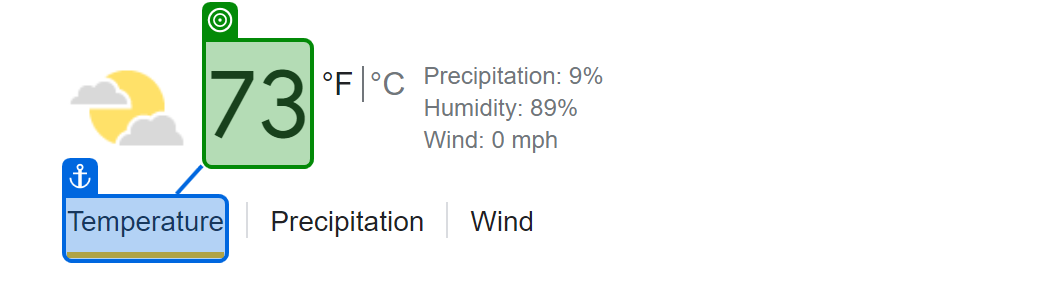 73 °F | °C
Precipitation: 9%
Humidity: 89%
Wind: 0 mph
Temperature | Precipitation | Wind